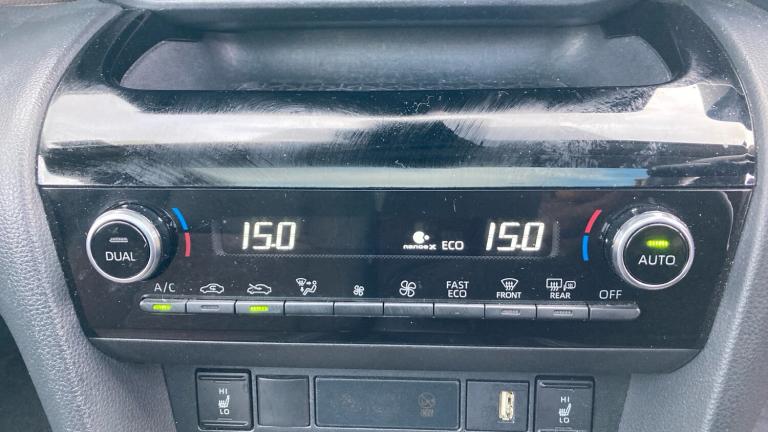 15.0
nanoe X
ECO
15.0
DUAL
AUTO
A/C
FAST
ECO
FRONT
REAR
OFF
HI
LO
HI
LO